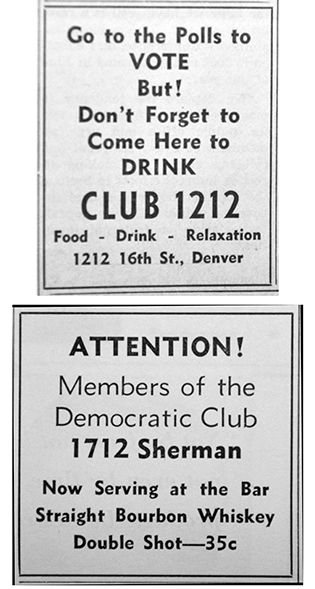 Go to the Polls to
VOTE
But!
Don't Forget to
Come Here to
DRINK
CLUB 1212
Food - Drink - Relaxation
1212 16th St., Denver
ATTENTION!
Members of the
Democratic Club
1712 Sherman
Now Serving at the Bar
Straight Bourbon Whiskey
Double Shot—35c